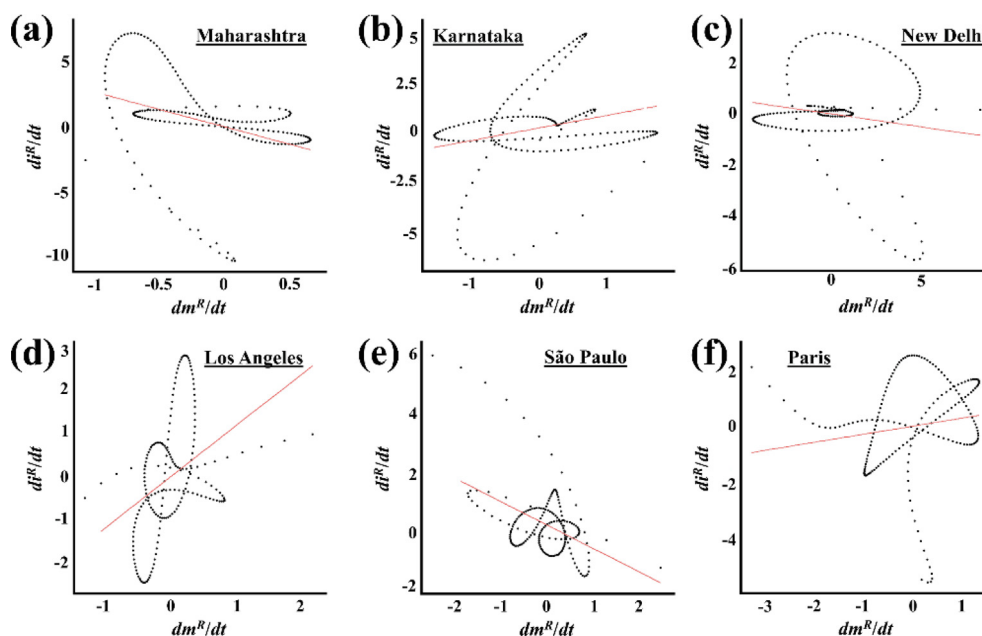 (a) Maharashtra
5
0
-5
-10
di^R/dt
-1 -0.5 0 0.5
dm^R/dt
(b) Karnataka
5
2.5
0
-2.5
-5
di^R/dt
-1 0 1
dm^R/dt
(c) New Delh
2
0
-2
-4
-6
di^R/dt
0 5
dm^R/dt
(d) Los Angeles
3
2
1
0
-1
-2
di^R/dt
-1 0 1 2
dm^R/dt
(e) São Paulo
6
4
2
0
-2
di^R/dt
-2 -1 0 1 2
dm^R/dt
(f) Paris
2
0
-2
-4
di^R/dt
-3 -2 -1 0 1
dm^R/dt